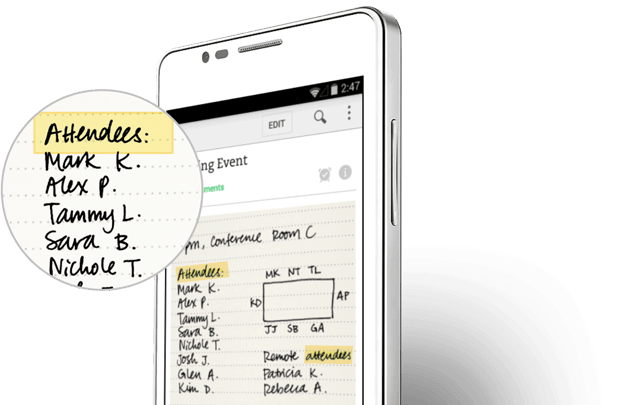 Attendees:
Mark K.
Alex P.
Tammy L.
Sara B.
Nichole T.
2:47
EDIT
ng Event
ments
pm, Conference Room C
Attendees:
Mark K.
Alex P.
Tammy L.
Sara B.
Nichole T.
Josh J.
Glen A.
Kim D.
MK NT TL
KD
AP
JJ SB GA
Remote attendees
Patricia K.
Rebecca A.